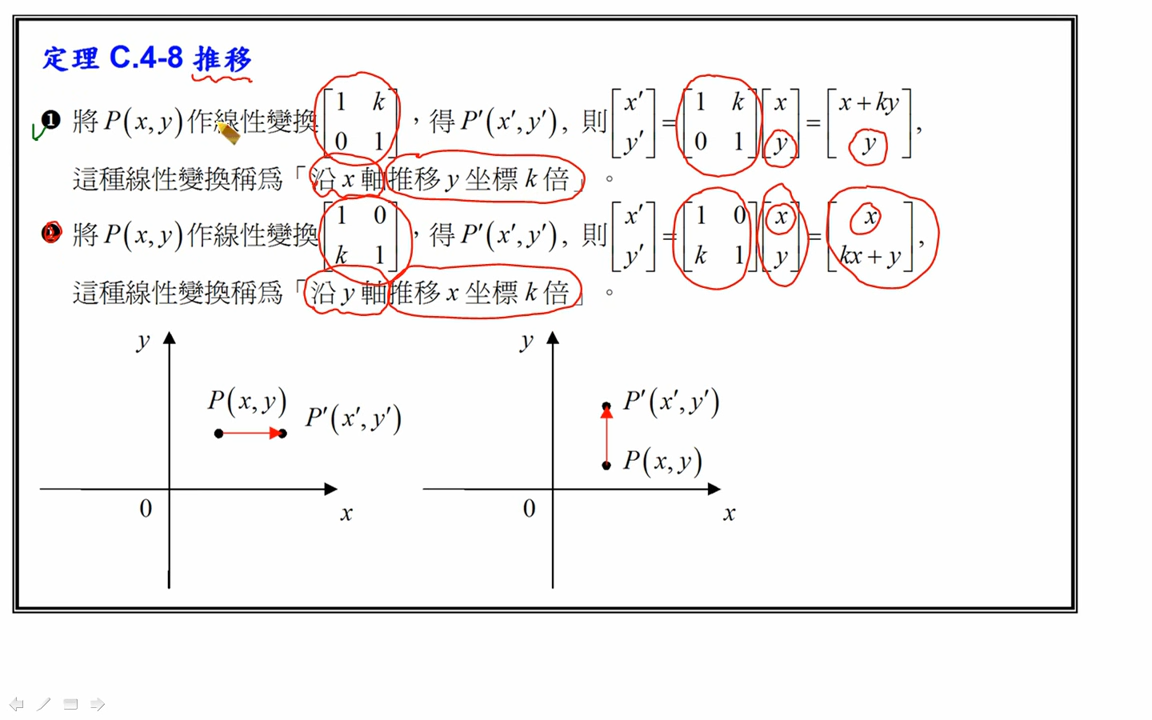 定理 C.4-8 推移
❶ 將 P(x, y) 作線性變換 [1 k; 0 1]，得 P′(x′, y′)，則 [x′; y′] = [1 k; 0 1][x; y] = [x + ky; y]，
這種線性變換稱為「沿 x 軸推移 y 坐標 k 倍」。
❷ 將 P(x, y) 作線性變換 [1 0; k 1]，得 P′(x′, y′)，則 [x′; y′] = [1 0; k 1][x; y] = [x; kx + y]，
這種線性變換稱為「沿 y 軸推移 x 坐標 k 倍」。
y
P(x, y)
P′(x′, y′)
0
x
y
P′(x′, y′)
P(x, y)
0
x